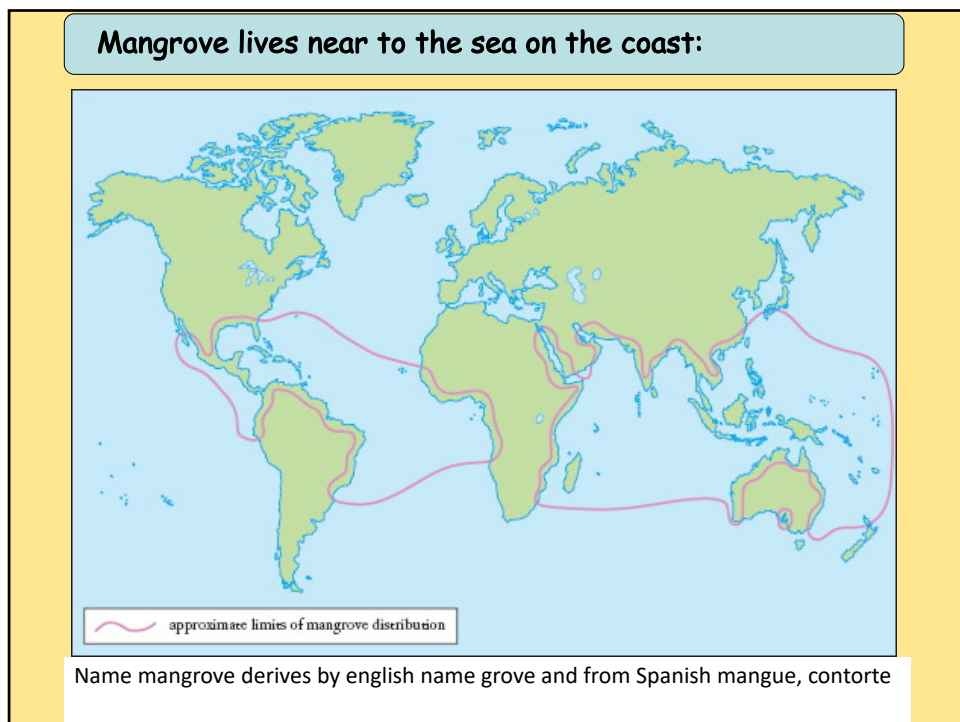 Mangrove lives near to the sea on the coast:
approximate limits of mangrove distribution
Name mangrove derives by english name grove and from Spanish mangue, contorte